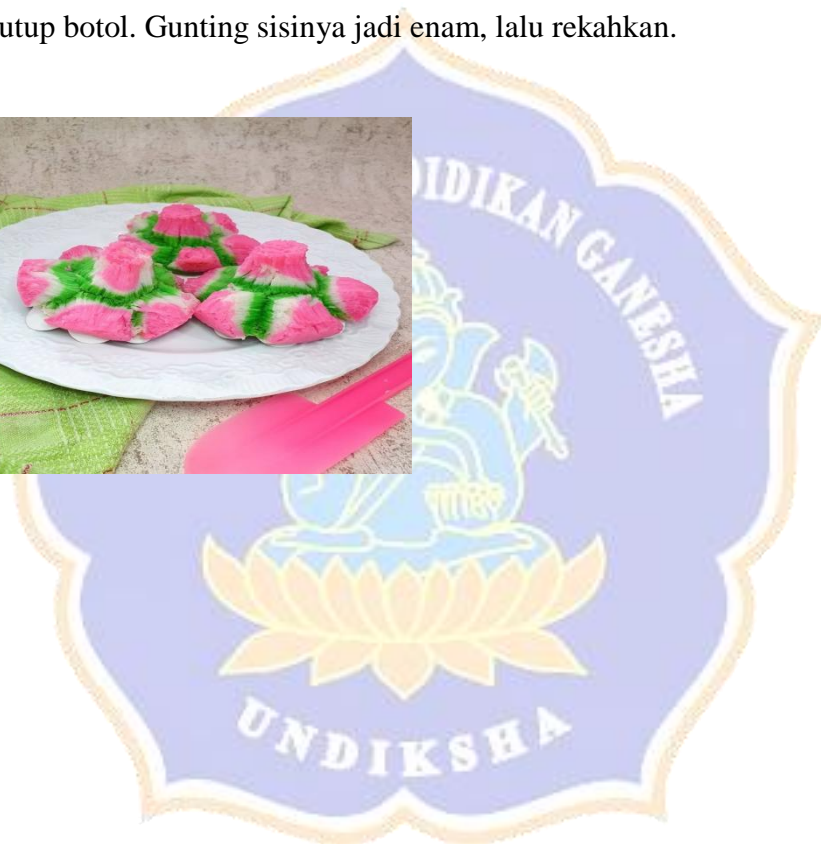 utup botol. Gunting sisinya jadi enam, lalu rekahkan.
DIDIKAN GANESHA
UNDIKSHA